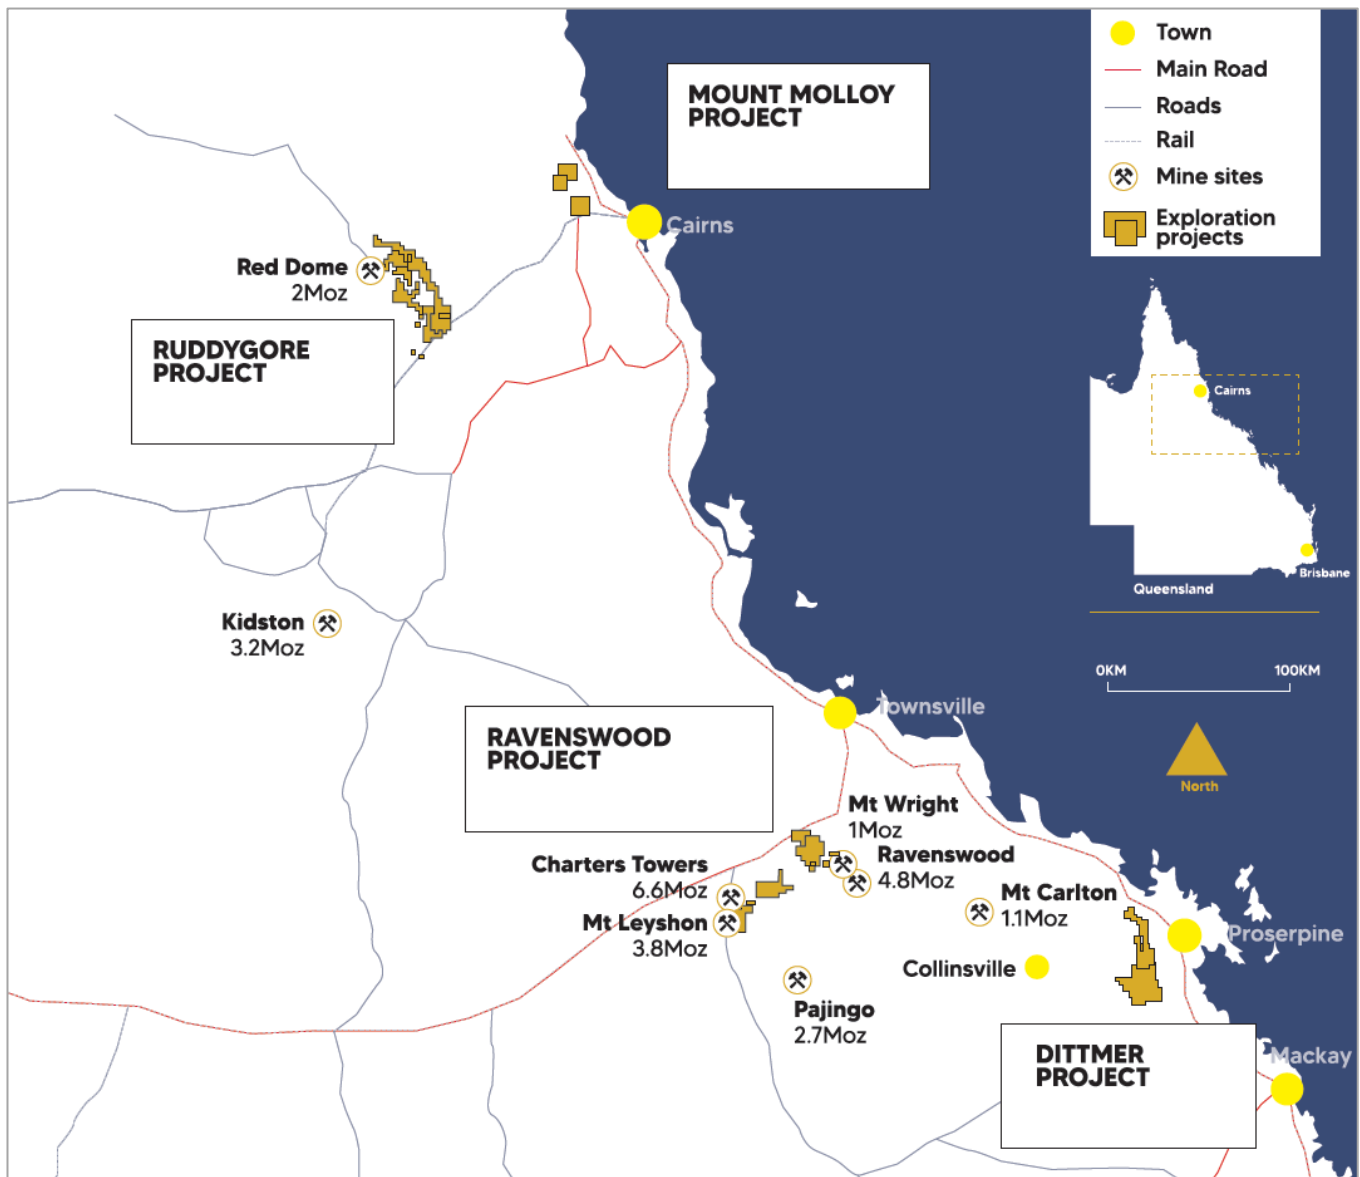 MOUNT MOLLOY
PROJECT
Town
Main Road
Roads
Rail
Mine sites
Exploration
projects
Cairns
Red Dome
2Moz
RUDDYGORE
PROJECT
Cairns
Brisbane
Queensland
Kidston
3.2Moz
0KM
100KM
North
Townsville
RAVENSWOOD
PROJECT
Mt Wright
1Moz
Ravenswood
4.8Moz
Charters Towers
6.6Moz
Mt Leyshon
3.8Moz
Mt Carlton
1.1Moz
Proserpine
Collinsville
Pajingo
2.7Moz
DITTMER
PROJECT
Mackay